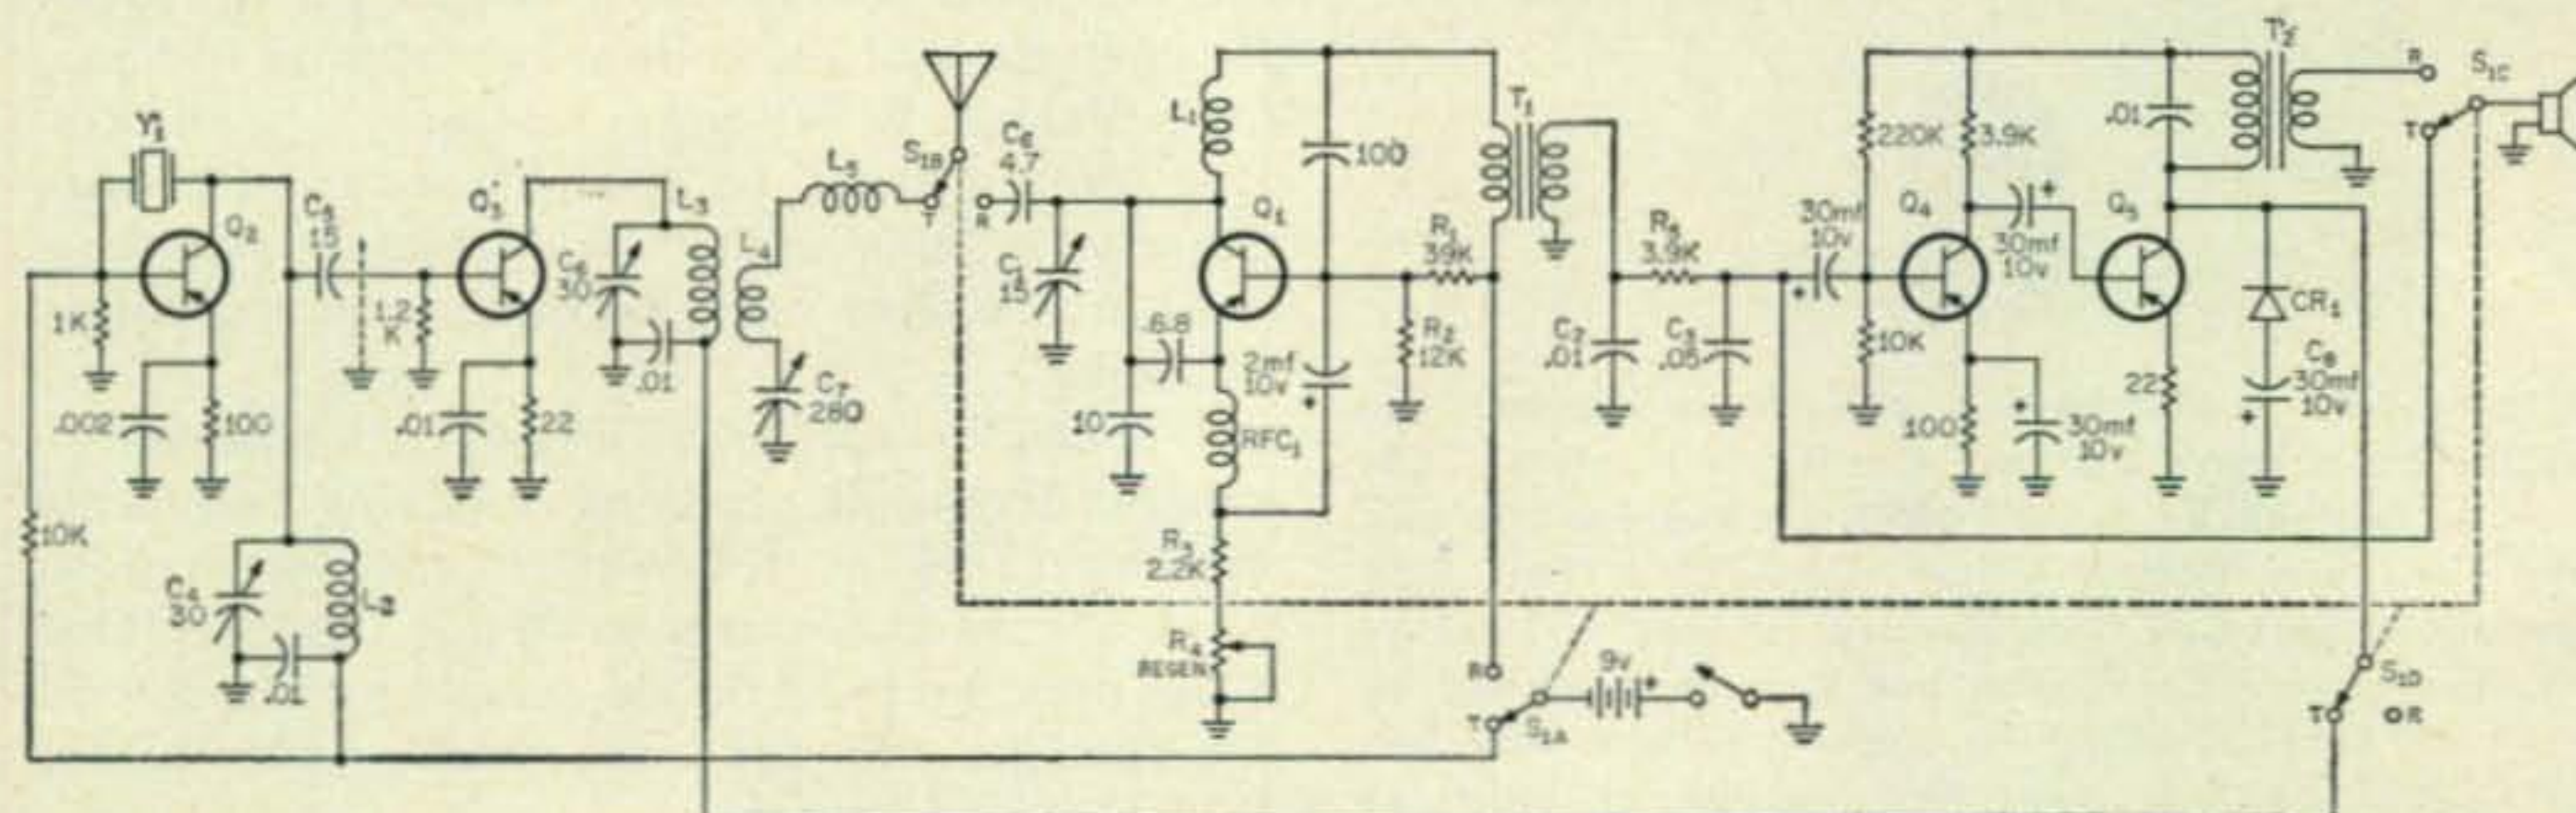 Y1
Q2
1K
.002
100
10K
C4
30
.01
L2
C5
15
1.2
K
Q3
.01
22
C6
30
L3
.01
L4
C7
280
L5
S1B
T
R
C6
4.7
C1
15
10
6.8
L1
Q1
RFC1
2mf
10v
100
R3
2.2K
R4
REGEN
R1
39K
R2
12K
T1
R
T
S1A
9v
+
C2
.01
R5
3.9K
C3
.05
30mf
10v
+
220K
10K
3.9K
Q4
100
+
30mf
10v
+
30mf
10v
Q5
22
.01
T2
CR1
C8
30mf
10v
+
R
T
S1C
S1D
T
R